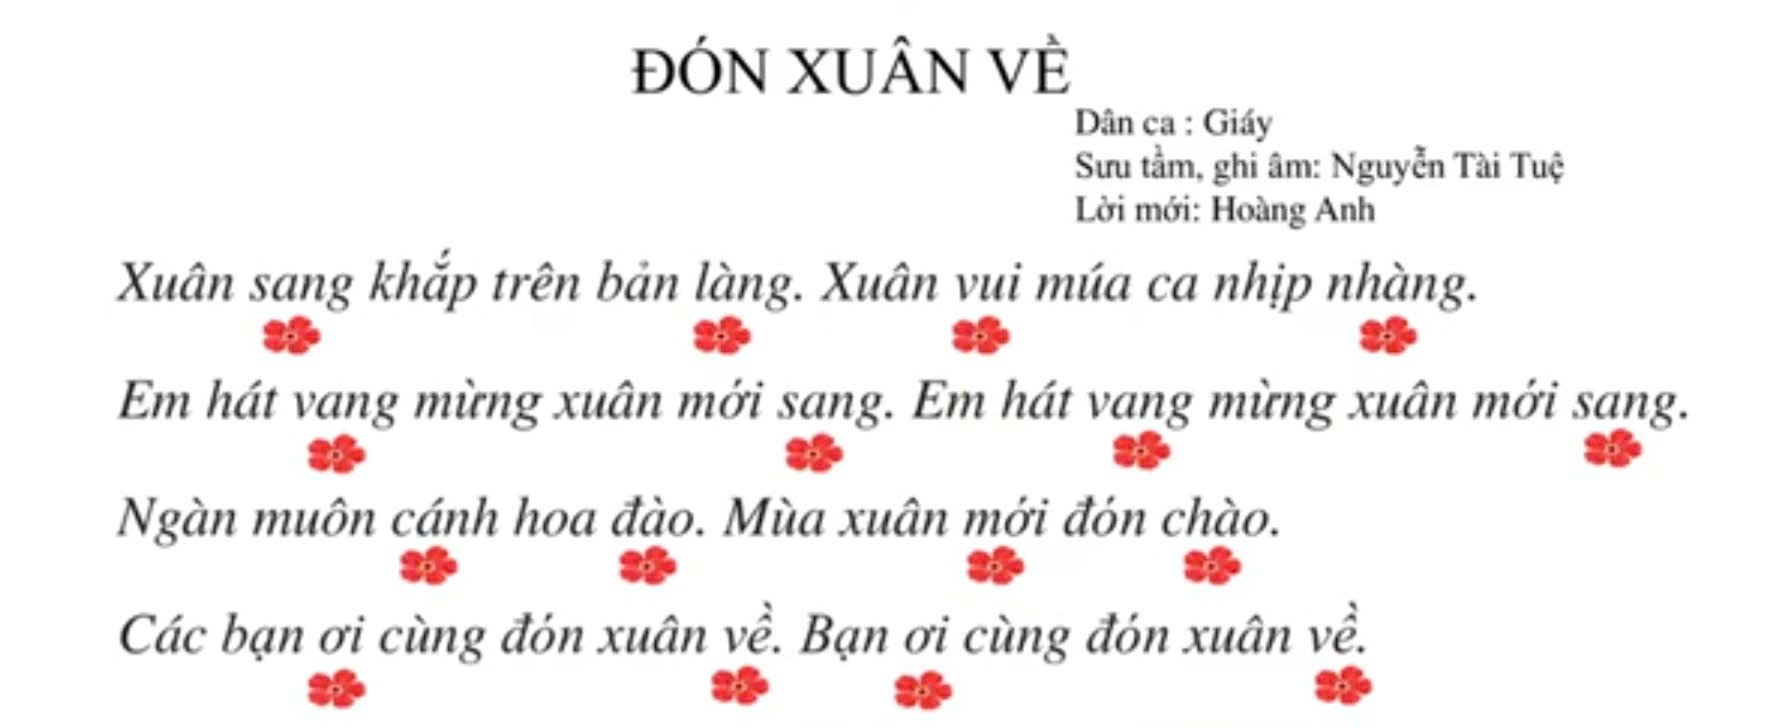 ĐÓN XUÂN VỀ
Dân ca : Giáy
Sưu tầm, ghi âm: Nguyễn Tài Tuệ
Lời mới: Hoàng Anh
Xuân sang khắp trên bản làng. Xuân vui múa ca nhịp nhàng.
Em hát vang mừng xuân mới sang. Em hát vang mừng xuân mới sang.
Ngàn muôn cánh hoa đào. Mùa xuân mới đón chào.
Các bạn ơi cùng đón xuân về. Bạn ơi cùng đón xuân về.